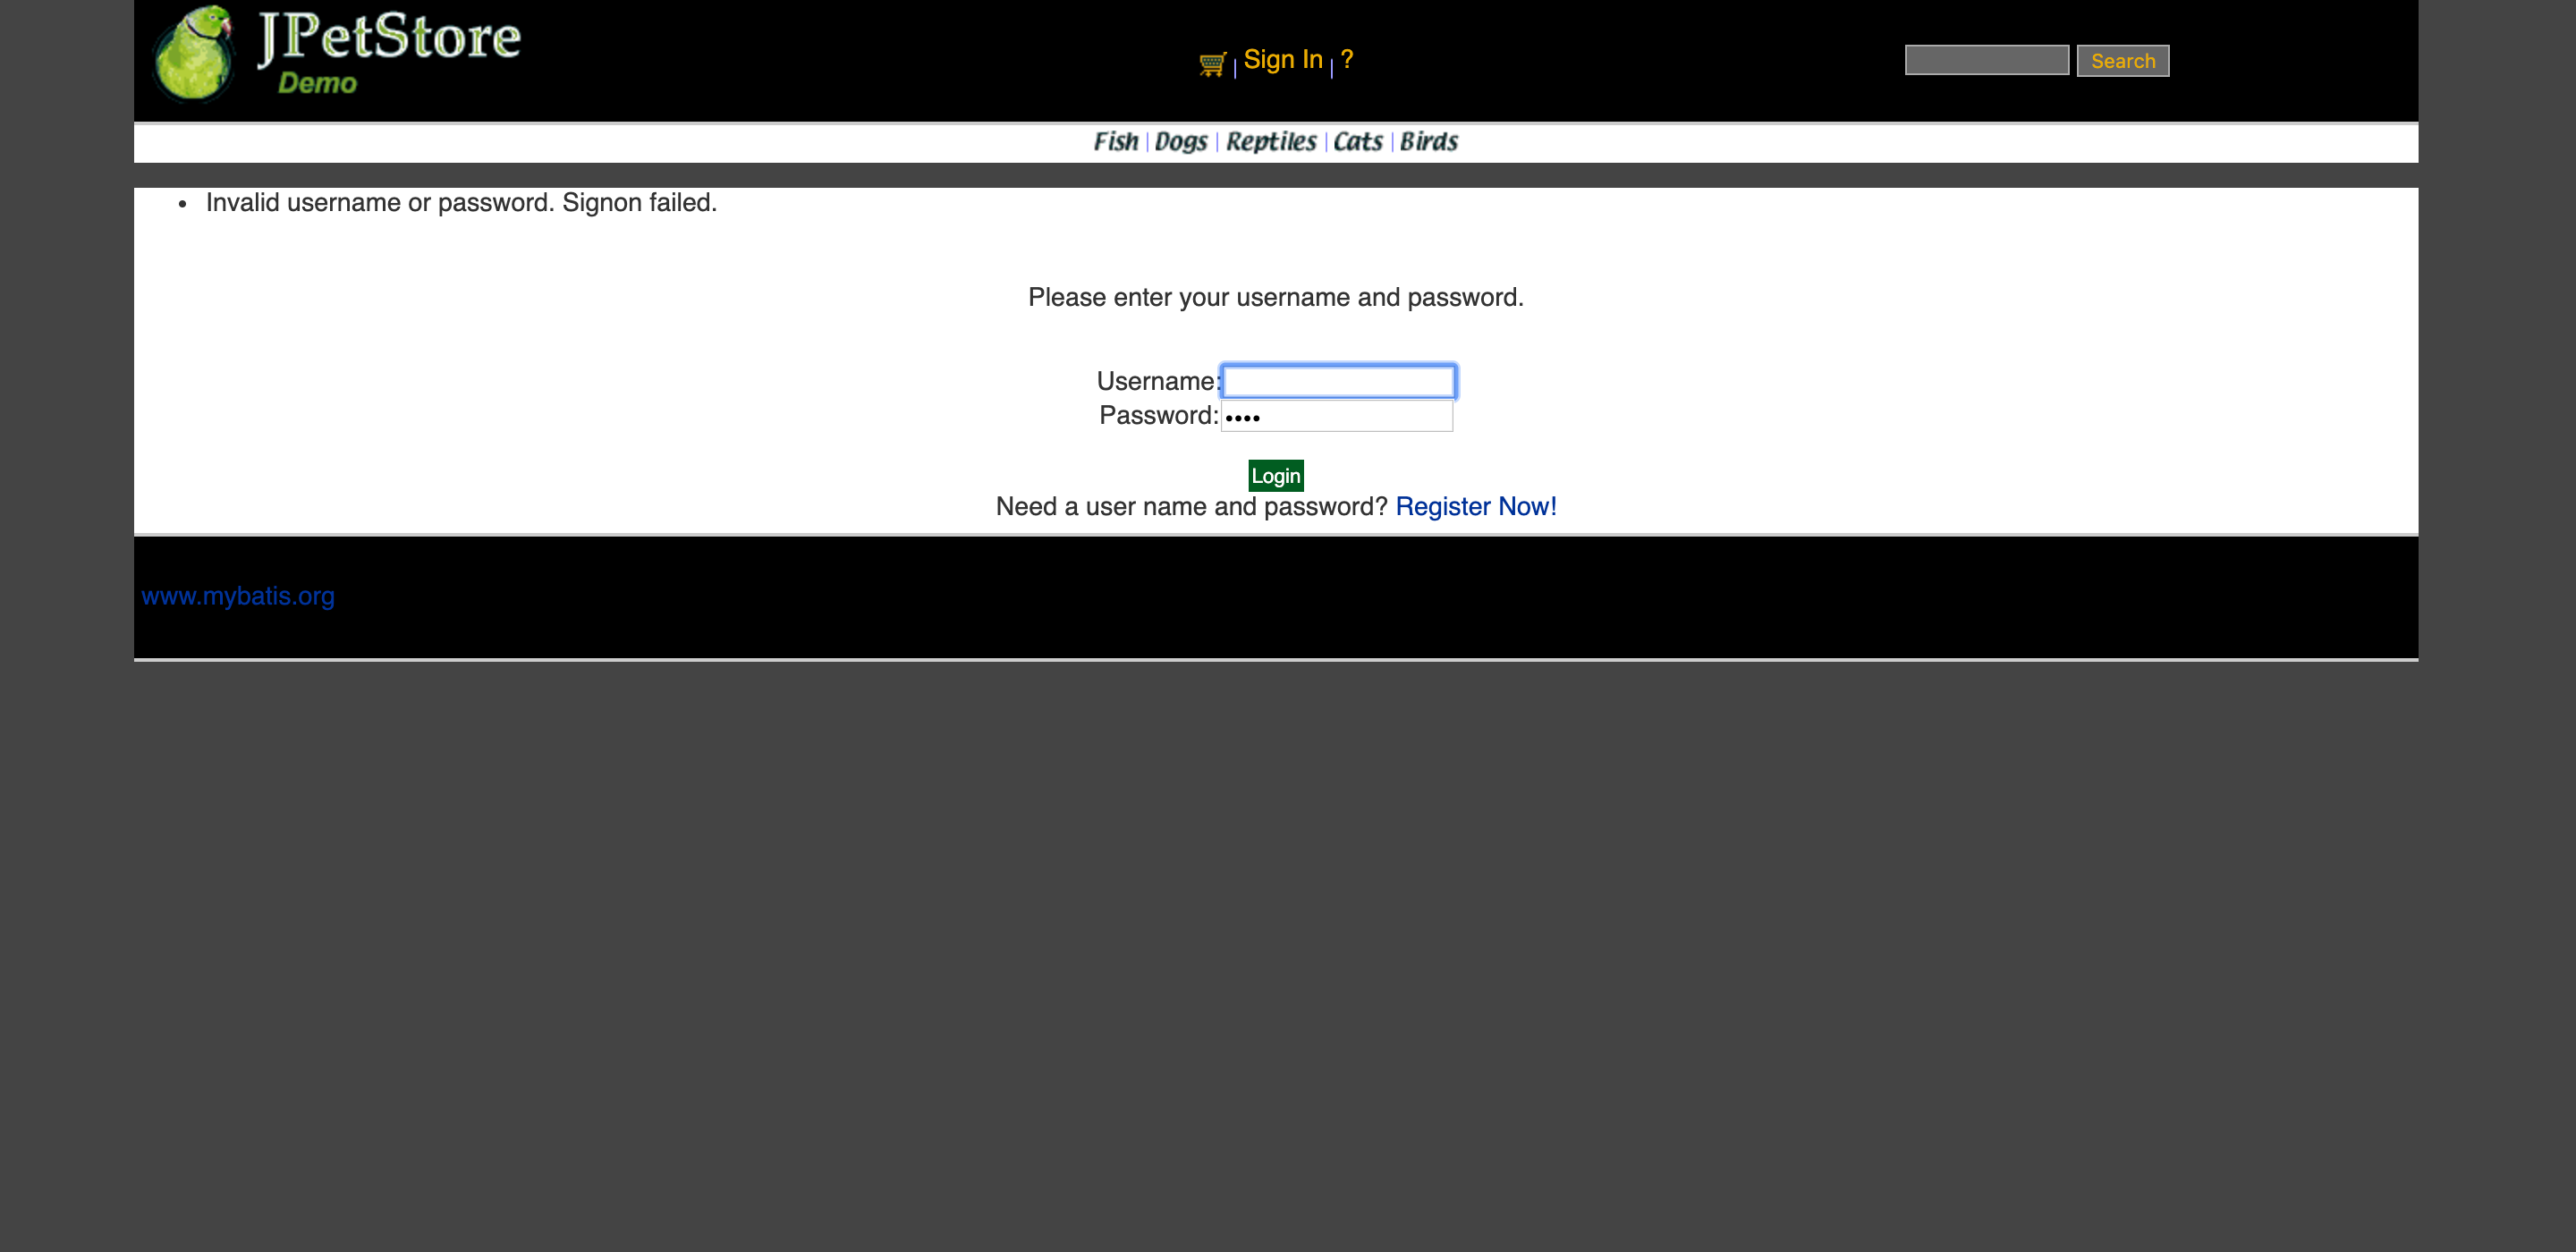 JPetStore
Demo
| Sign In | ?
Search
Fish | Dogs | Reptiles | Cats | Birds
• Invalid username or password. Signon failed.
Please enter your username and password.
Username:
Password: ••••
Login
Need a user name and password? Register Now!
www.mybatis.org